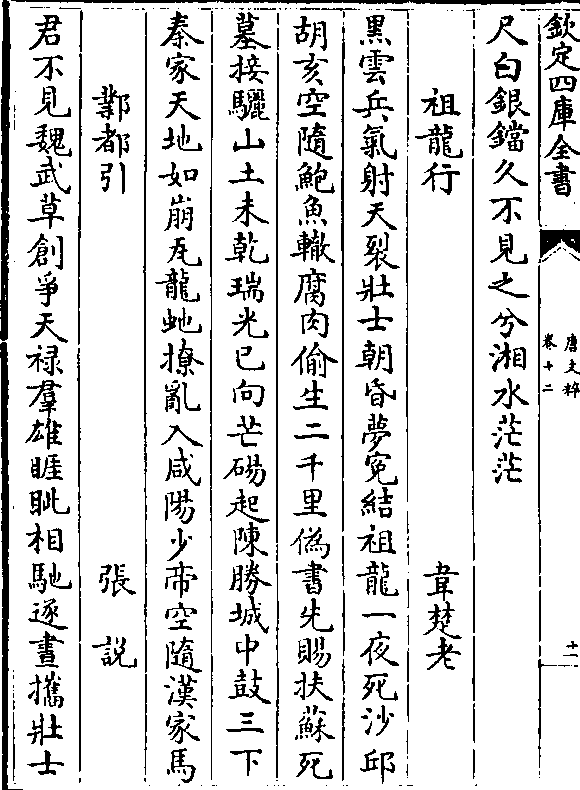 欽定四庫全書
唐文粹
卷十二
十一
尺白銀鐺久不見之兮湘水茫茫
祖龍行
韋楚老
黑雲兵氣射天裂壯士朝昏夢寃結祖龍一夜死沙邱
胡亥空隨鮑魚轍腐肉偷生二千里偽書先賜扶蘇死
墓接驪山土未乾瑞光已向芒碭起陳勝城中鼓三下
秦家天地如崩瓦龍虵撩亂入咸陽少帝空隨漢家馬
鄴都引
張説
君不見魏武草創爭天禄羣雄睚眦相馳逐晝攜壯士